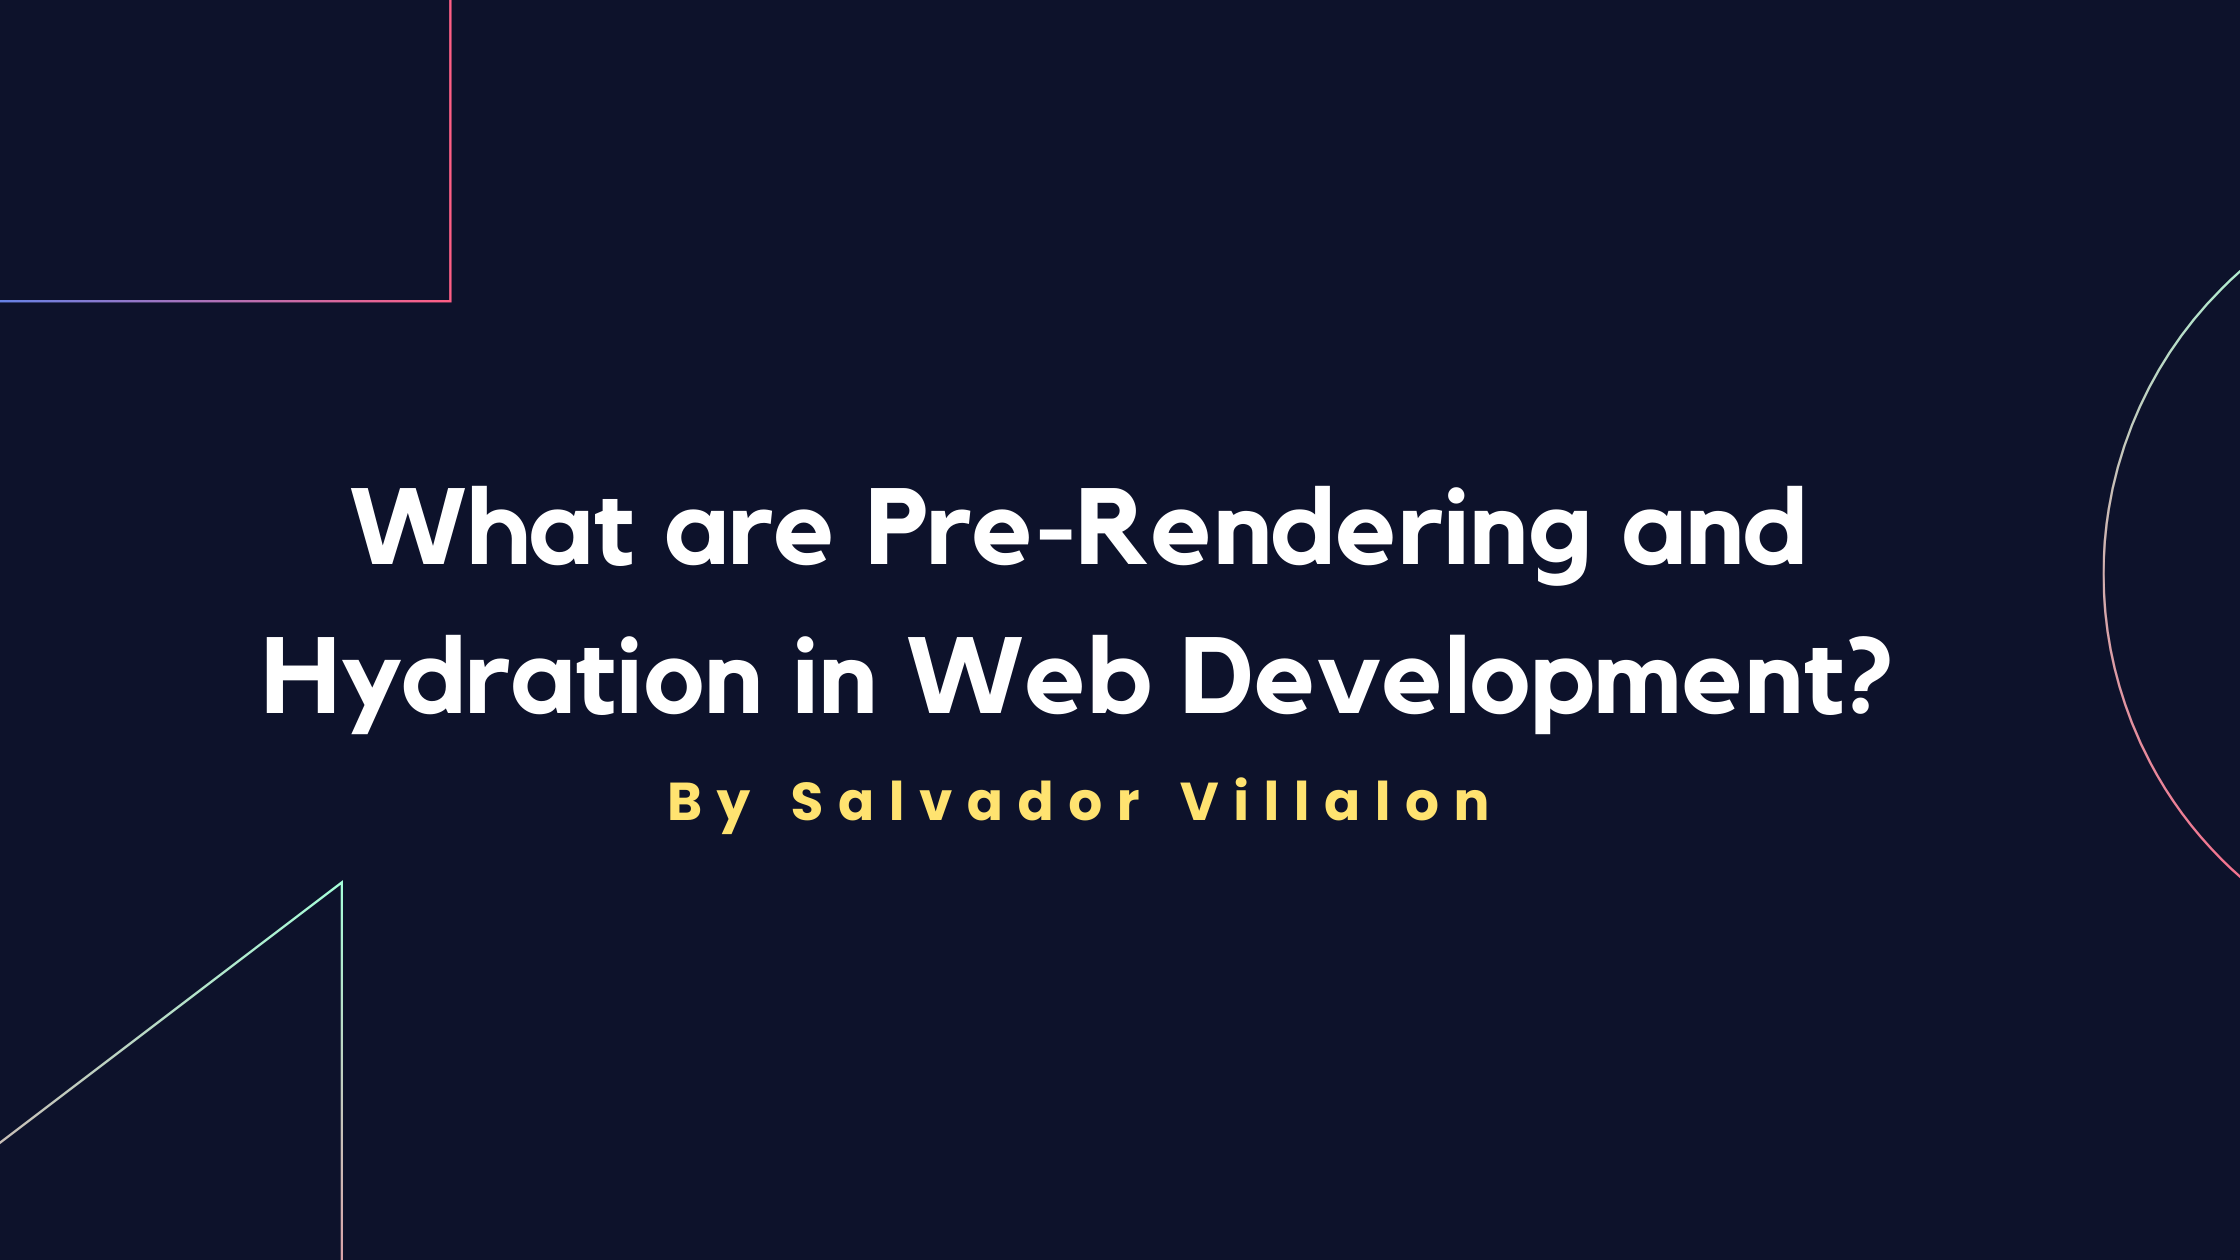 What are Pre-Rendering and
Hydration in Web Development?
By Salvador Villalon